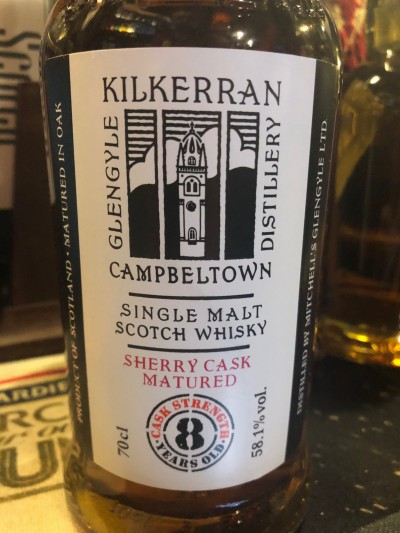 KILKERRAN
GLENGYLE
DISTILLERY
CAMPBELTOWN
SINGLE MALT
SCOTCH WHISKY
SHERRY CASK
MATURED
CASK STRENGTH
8
YEARS OLD
70cl
58.1% vol.
PRODUCT OF SCOTLAND • MATURED IN OAK
DISTILLED BY MITCHELL'S GLENGYLE LTD.